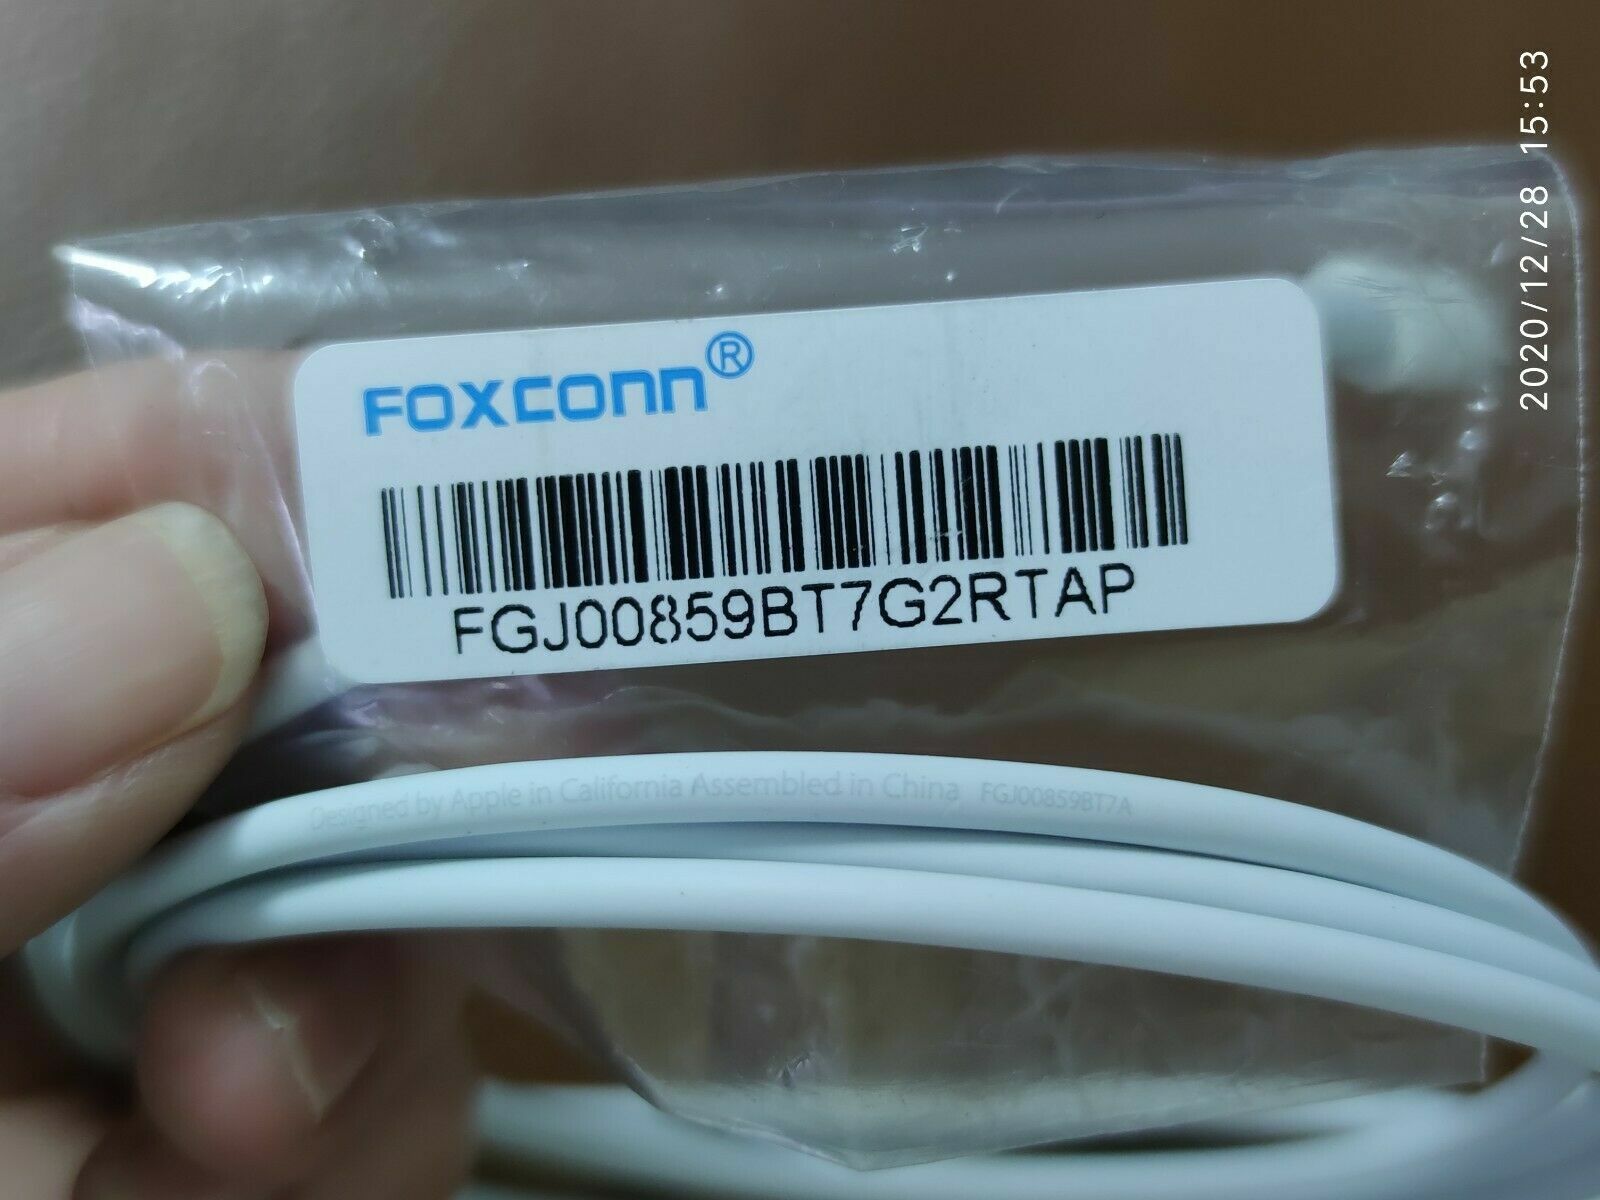 2020/12/28 15:53
FOXCONN®
FGJ00859BT7G2RTAP
Designed by Apple in California Assembled in China FGJ00859BT7A